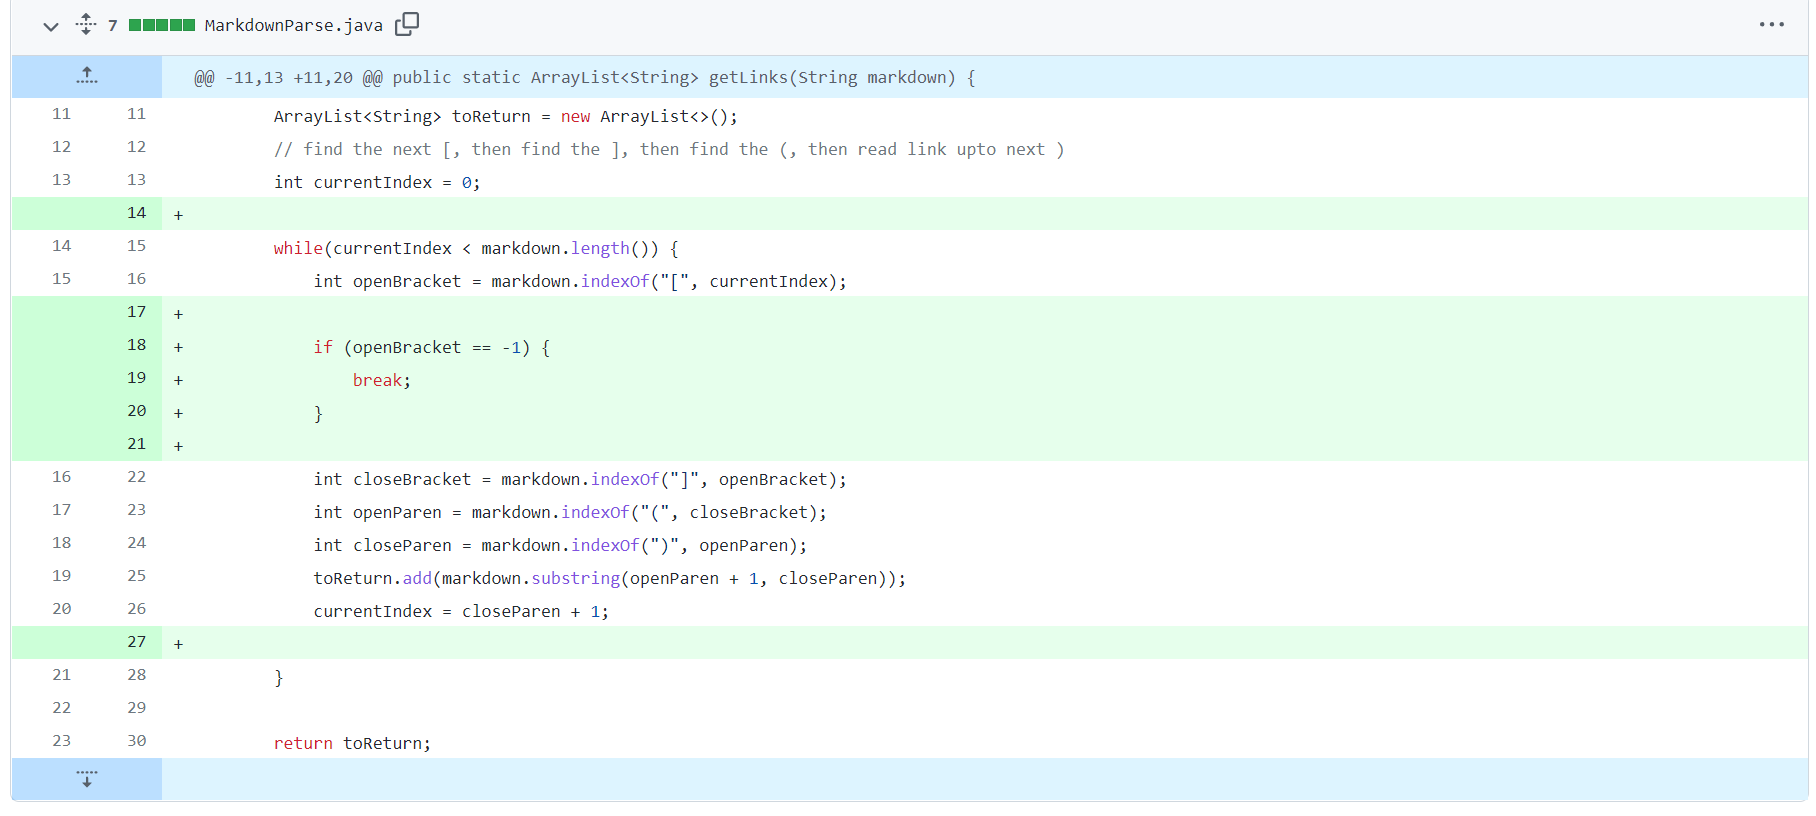 7 MarkdownParse.java
@@ -11,13 +11,20 @@ public static ArrayList<String> getLinks(String markdown) {
11 11 ArrayList<String> toReturn = new ArrayList<>();
12 12 // find the next [, then find the ], then find the (, then read link upto next )
13 13 int currentIndex = 0;
14 +
14 15 while(currentIndex < markdown.length()) {
15 16 int openBracket = markdown.indexOf("[", currentIndex);
17 +
18 + if (openBracket == -1) {
19 + break;
20 + }
21 +
16 22 int closeBracket = markdown.indexOf("]", openBracket);
17 23 int openParen = markdown.indexOf("(", closeBracket);
18 24 int closeParen = markdown.indexOf(")", openParen);
19 25 toReturn.add(markdown.substring(openParen + 1, closeParen));
20 26 currentIndex = closeParen + 1;
27 +
21 28 }
22 29
23 30 return toReturn;